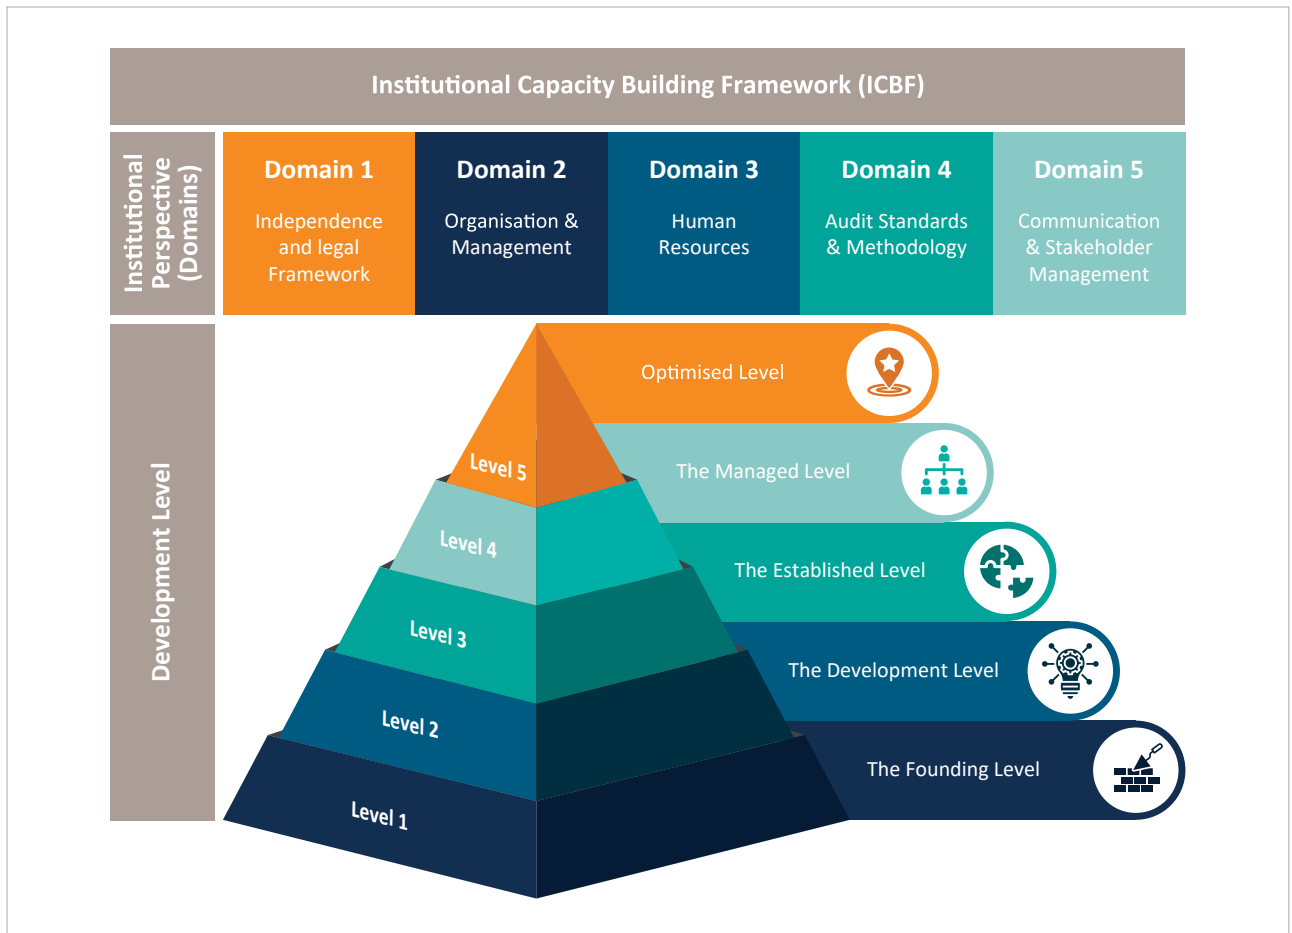 Institutional Capacity Building Framework (ICBF)
Institutional
Perspective
(Domains)
Domain 1
Independence
and legal
Framework
Domain 2
Organisation &
Management
Domain 3
Human
Resources
Domain 4
Audit Standards
& Methodology
Domain 5
Communication
& Stakeholder
Management
Development Level
Level 5
Optimised Level
Level 4
The Managed Level
Level 3
The Established Level
Level 2
The Development Level
Level 1
The Founding Level